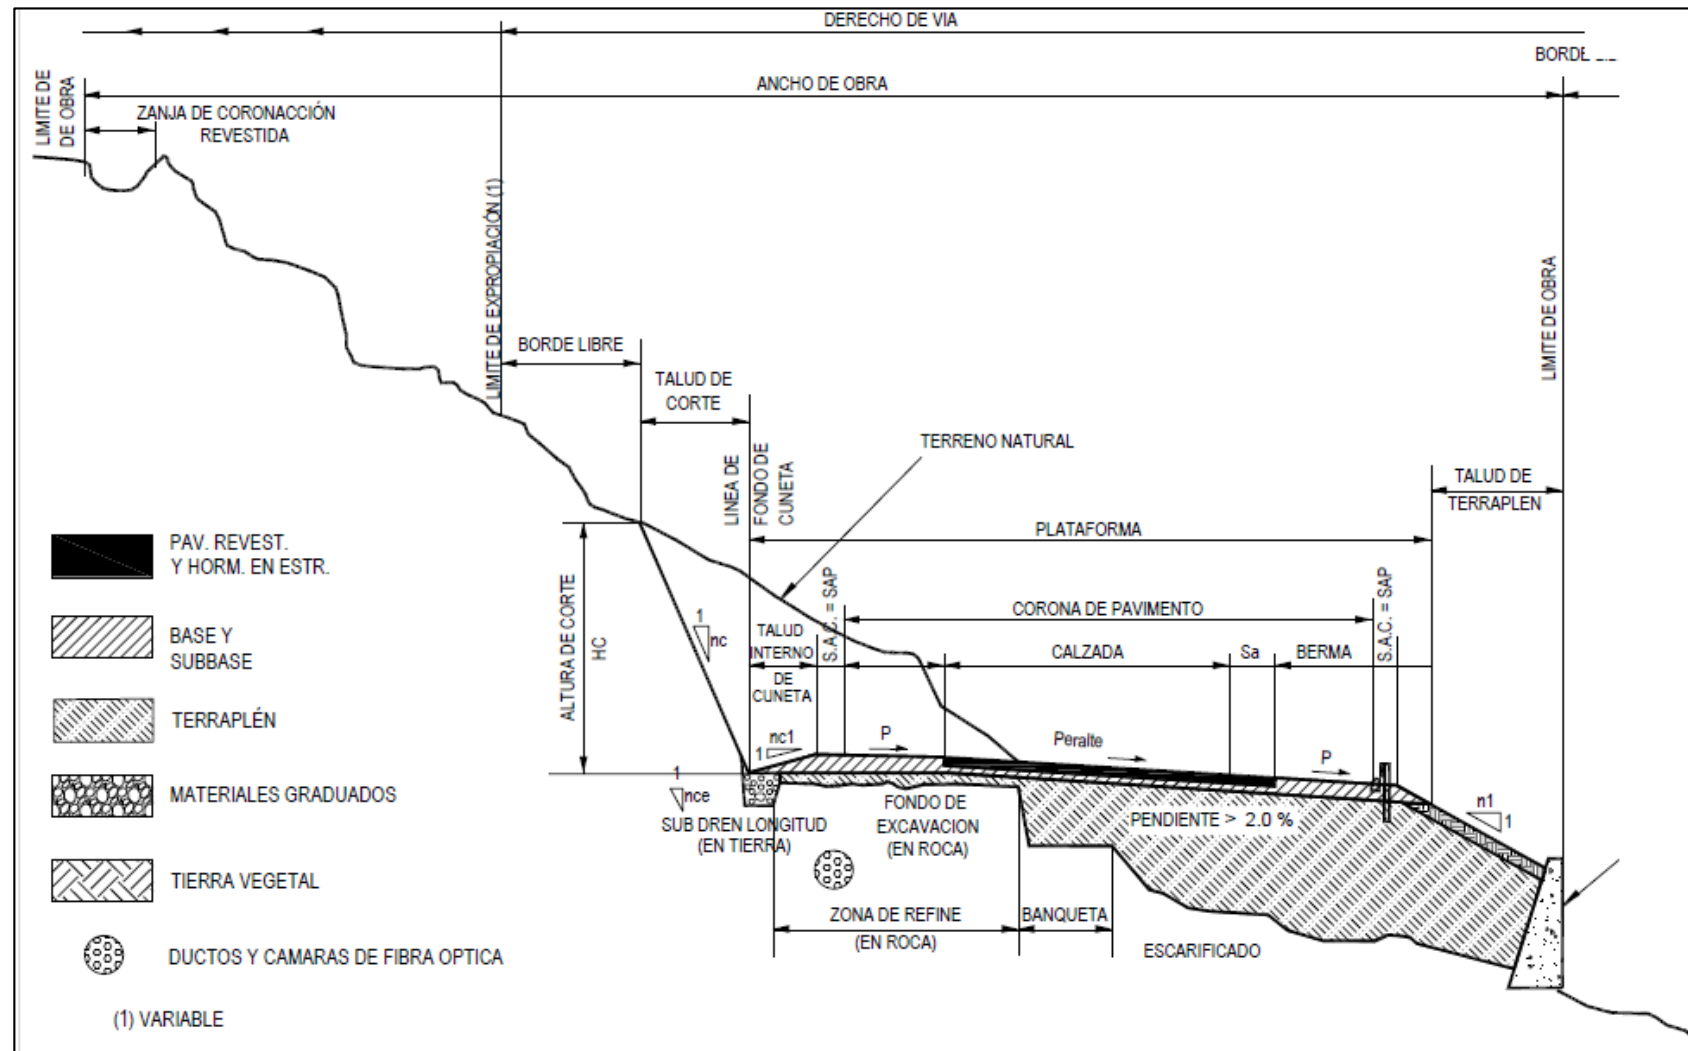 DERECHO DE VIA
BORDE
ANCHO DE OBRA
LIMITE DE
DE OBRA
ZANJA DE CORONACCIÓN
REVESTIDA
LIMITE DE EXPROPIACIÓN (1)
LIMITE DE OBRA
BORDE LIBRE
TALUD DE
CORTE
TERRENO NATURAL
LINEA DE
FONDO DE
CUNETA
TALUD DE
TERRAPLEN
PLATAFORMA
PAV. REVEST.
Y HORM. EN ESTR.
ALTURA DE CORTE
HC
1
nc
S.A.C. = SAP
CORONA DE PAVIMENTO
S.A.C. = SAP
TALUD
INTERNO
DE
CUNETA
CALZADA
Sa
BERMA
BASE Y
SUBBASE
TERRAPLÉN
1
nc1
P
Peralte
P
1
nce
MATERIALES GRADUADOS
SUB DREN LONGITUD
(EN TIERRA)
FONDO DE
EXCAVACION
(EN ROCA)
PENDIENTE > 2.0 %
n1
1
TIERRA VEGETAL
ZONA DE REFINE
(EN ROCA)
BANQUETA
ESCARIFICADO
DUCTOS Y CAMARAS DE FIBRA OPTICA
(1) VARIABLE